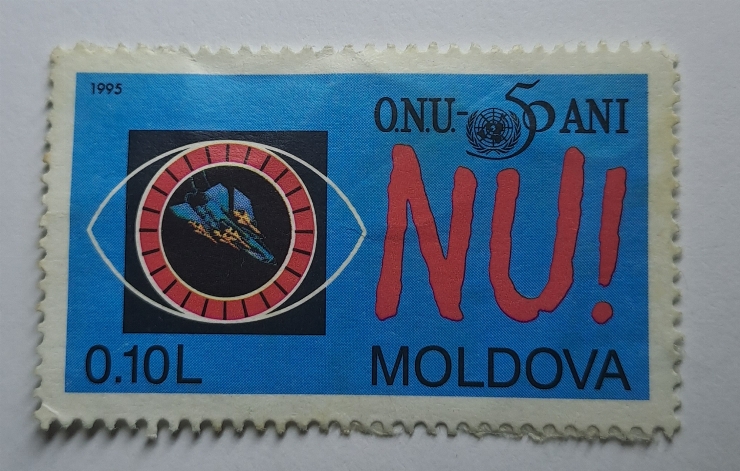 1995
O.N.U.-50 ANI
NU!
0.10L
MOLDOVA